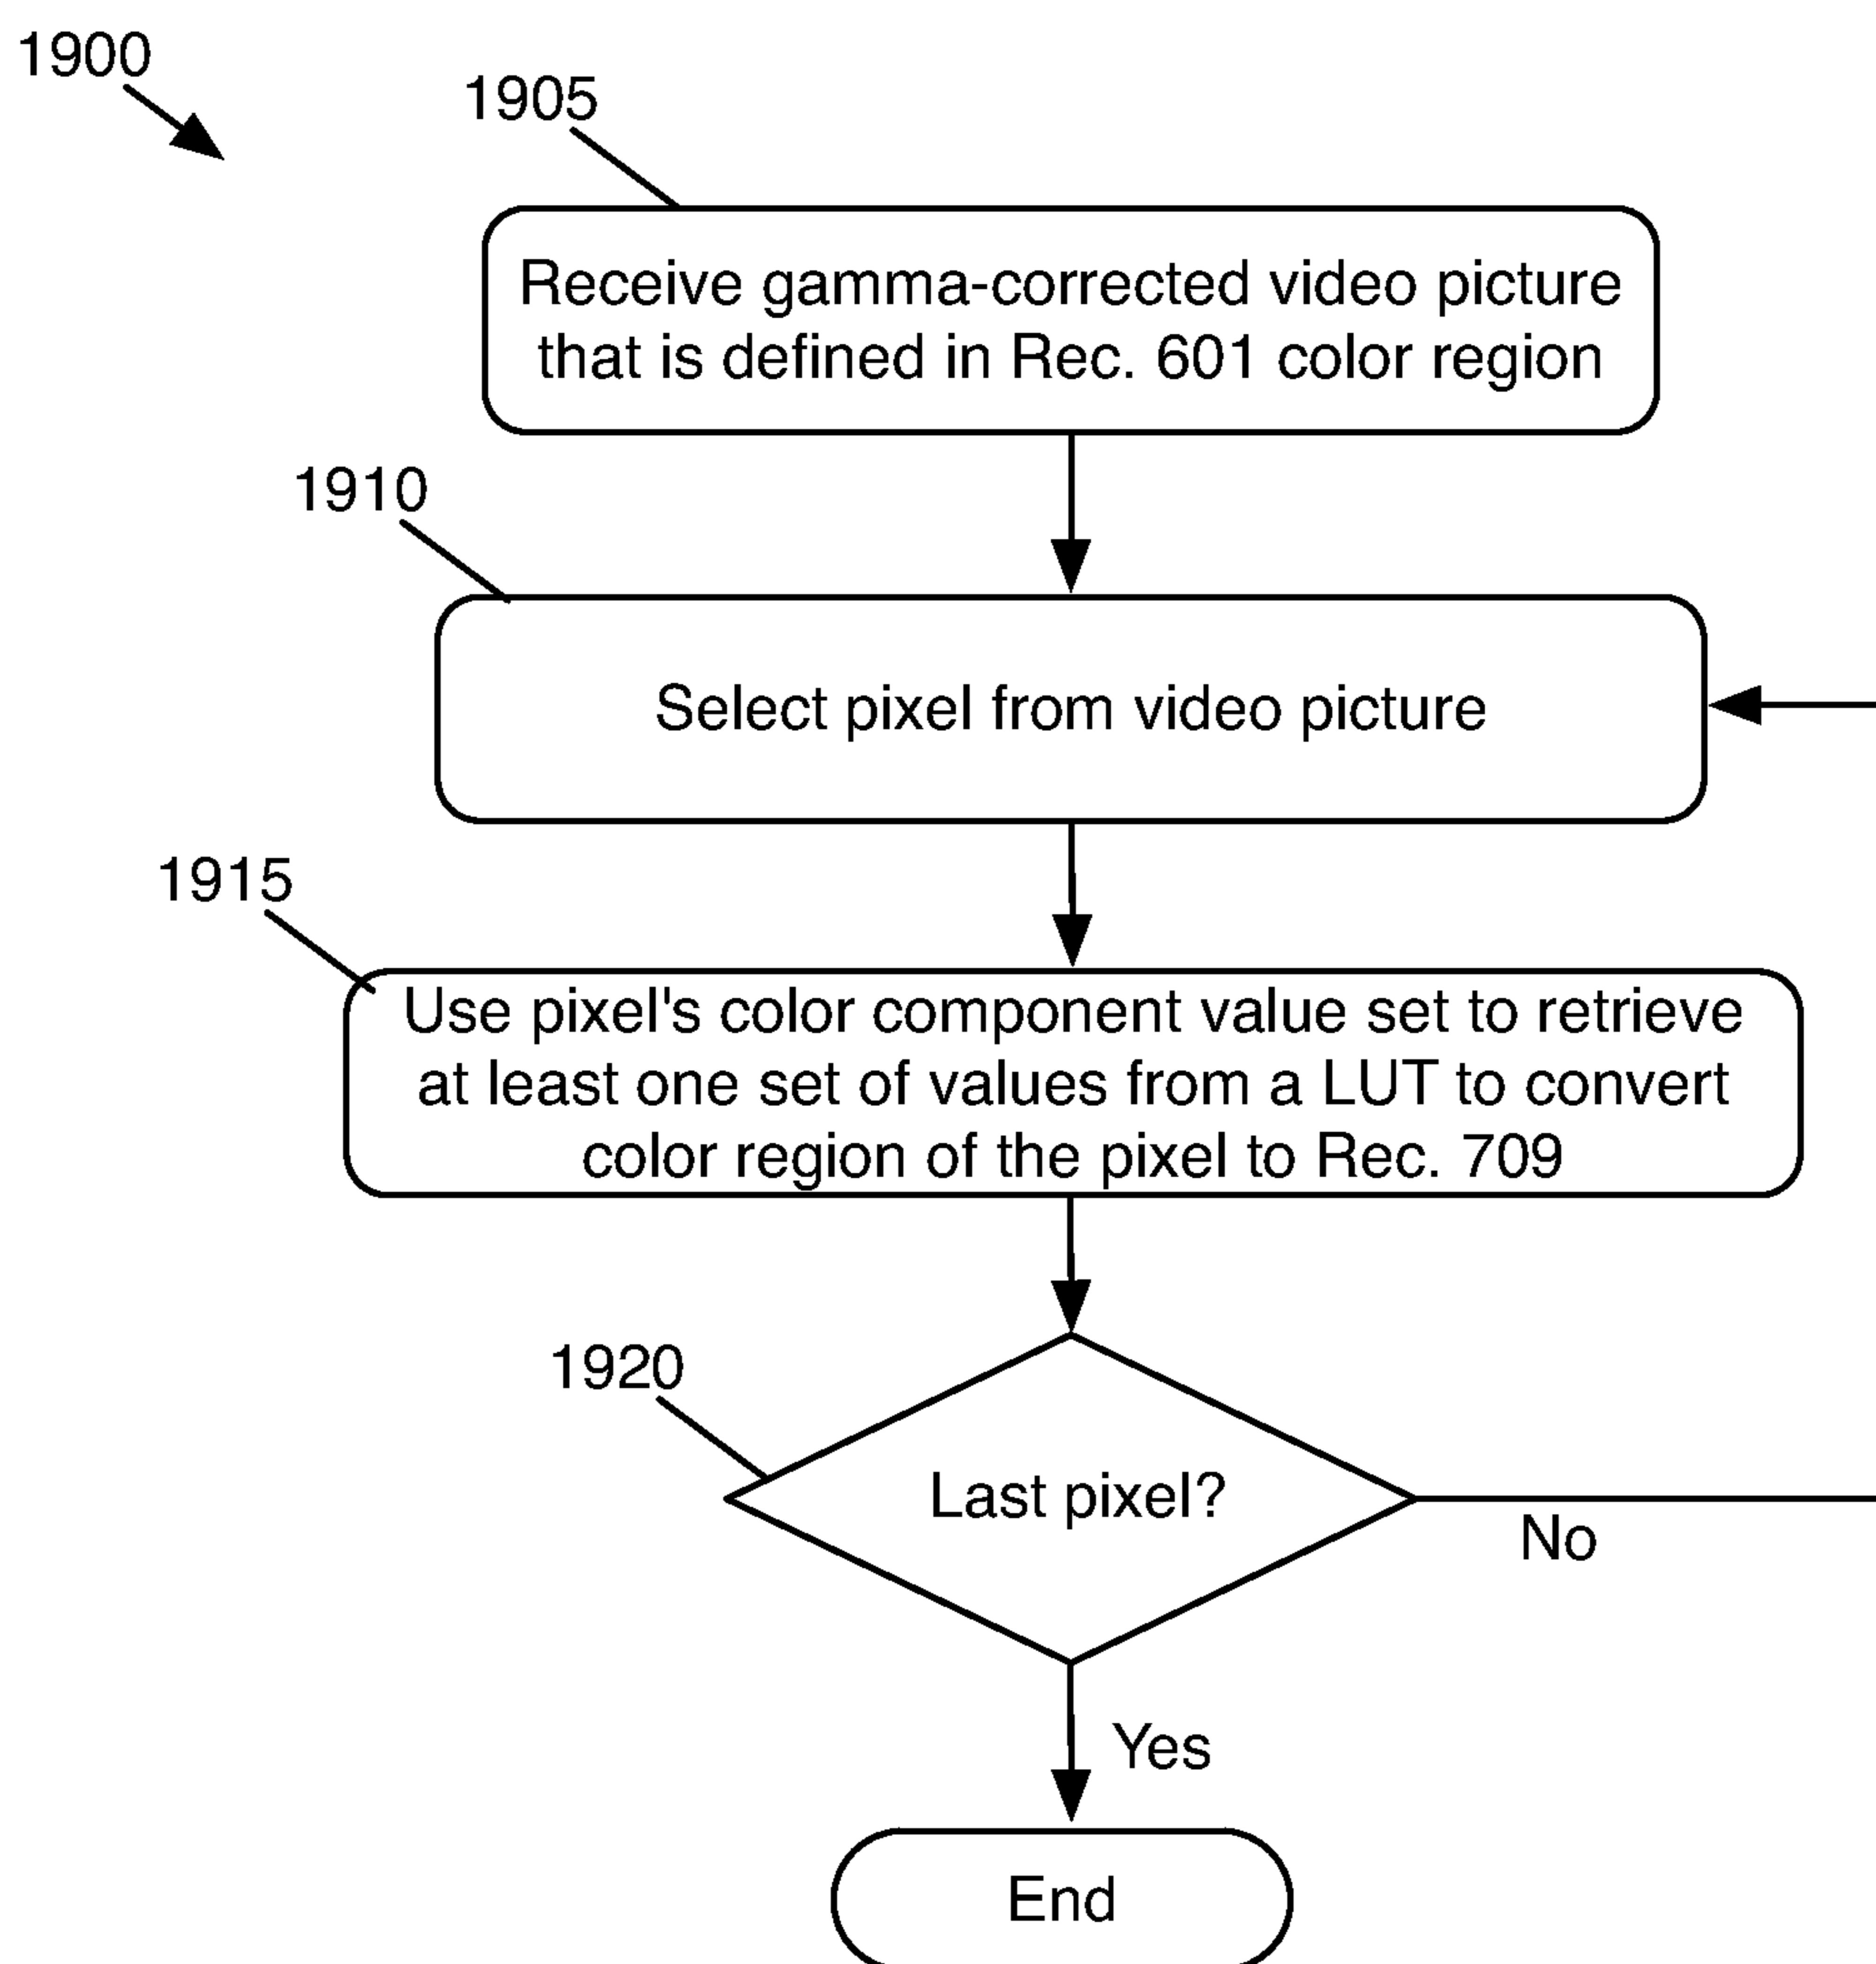 1900
1905
Receive gamma-corrected video picture
that is defined in Rec. 601 color region
1910
Select pixel from video picture
1915
Use pixel's color component value set to retrieve
at least one set of values from a LUT to convert
color region of the pixel to Rec. 709
1920
Last pixel?
No
Yes
End